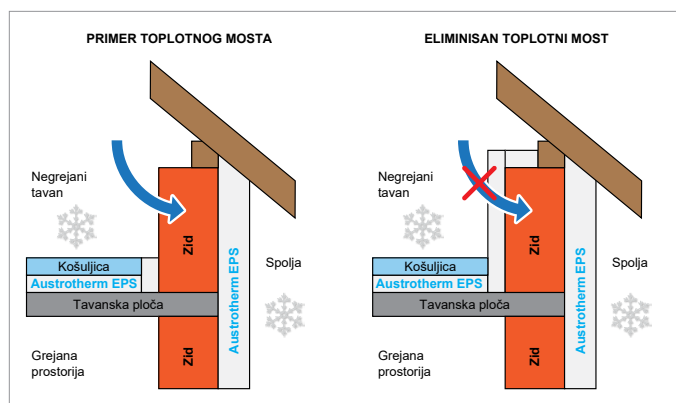 PRIMER TOPLOTNOG MOSTA
Negrejani
tavan
Zid
Košuljica
Austrotherm EPS
Tavanska ploča
Spolja
Austrotherm EPS
Grejana
prostorija
Zid
ELIMINISAN TOPLOTNI MOST
Negrejani
tavan
Zid
Košuljica
Austrotherm EPS
Tavanska ploča
Spolja
Austrotherm EPS
Grejana
prostorija
Zid